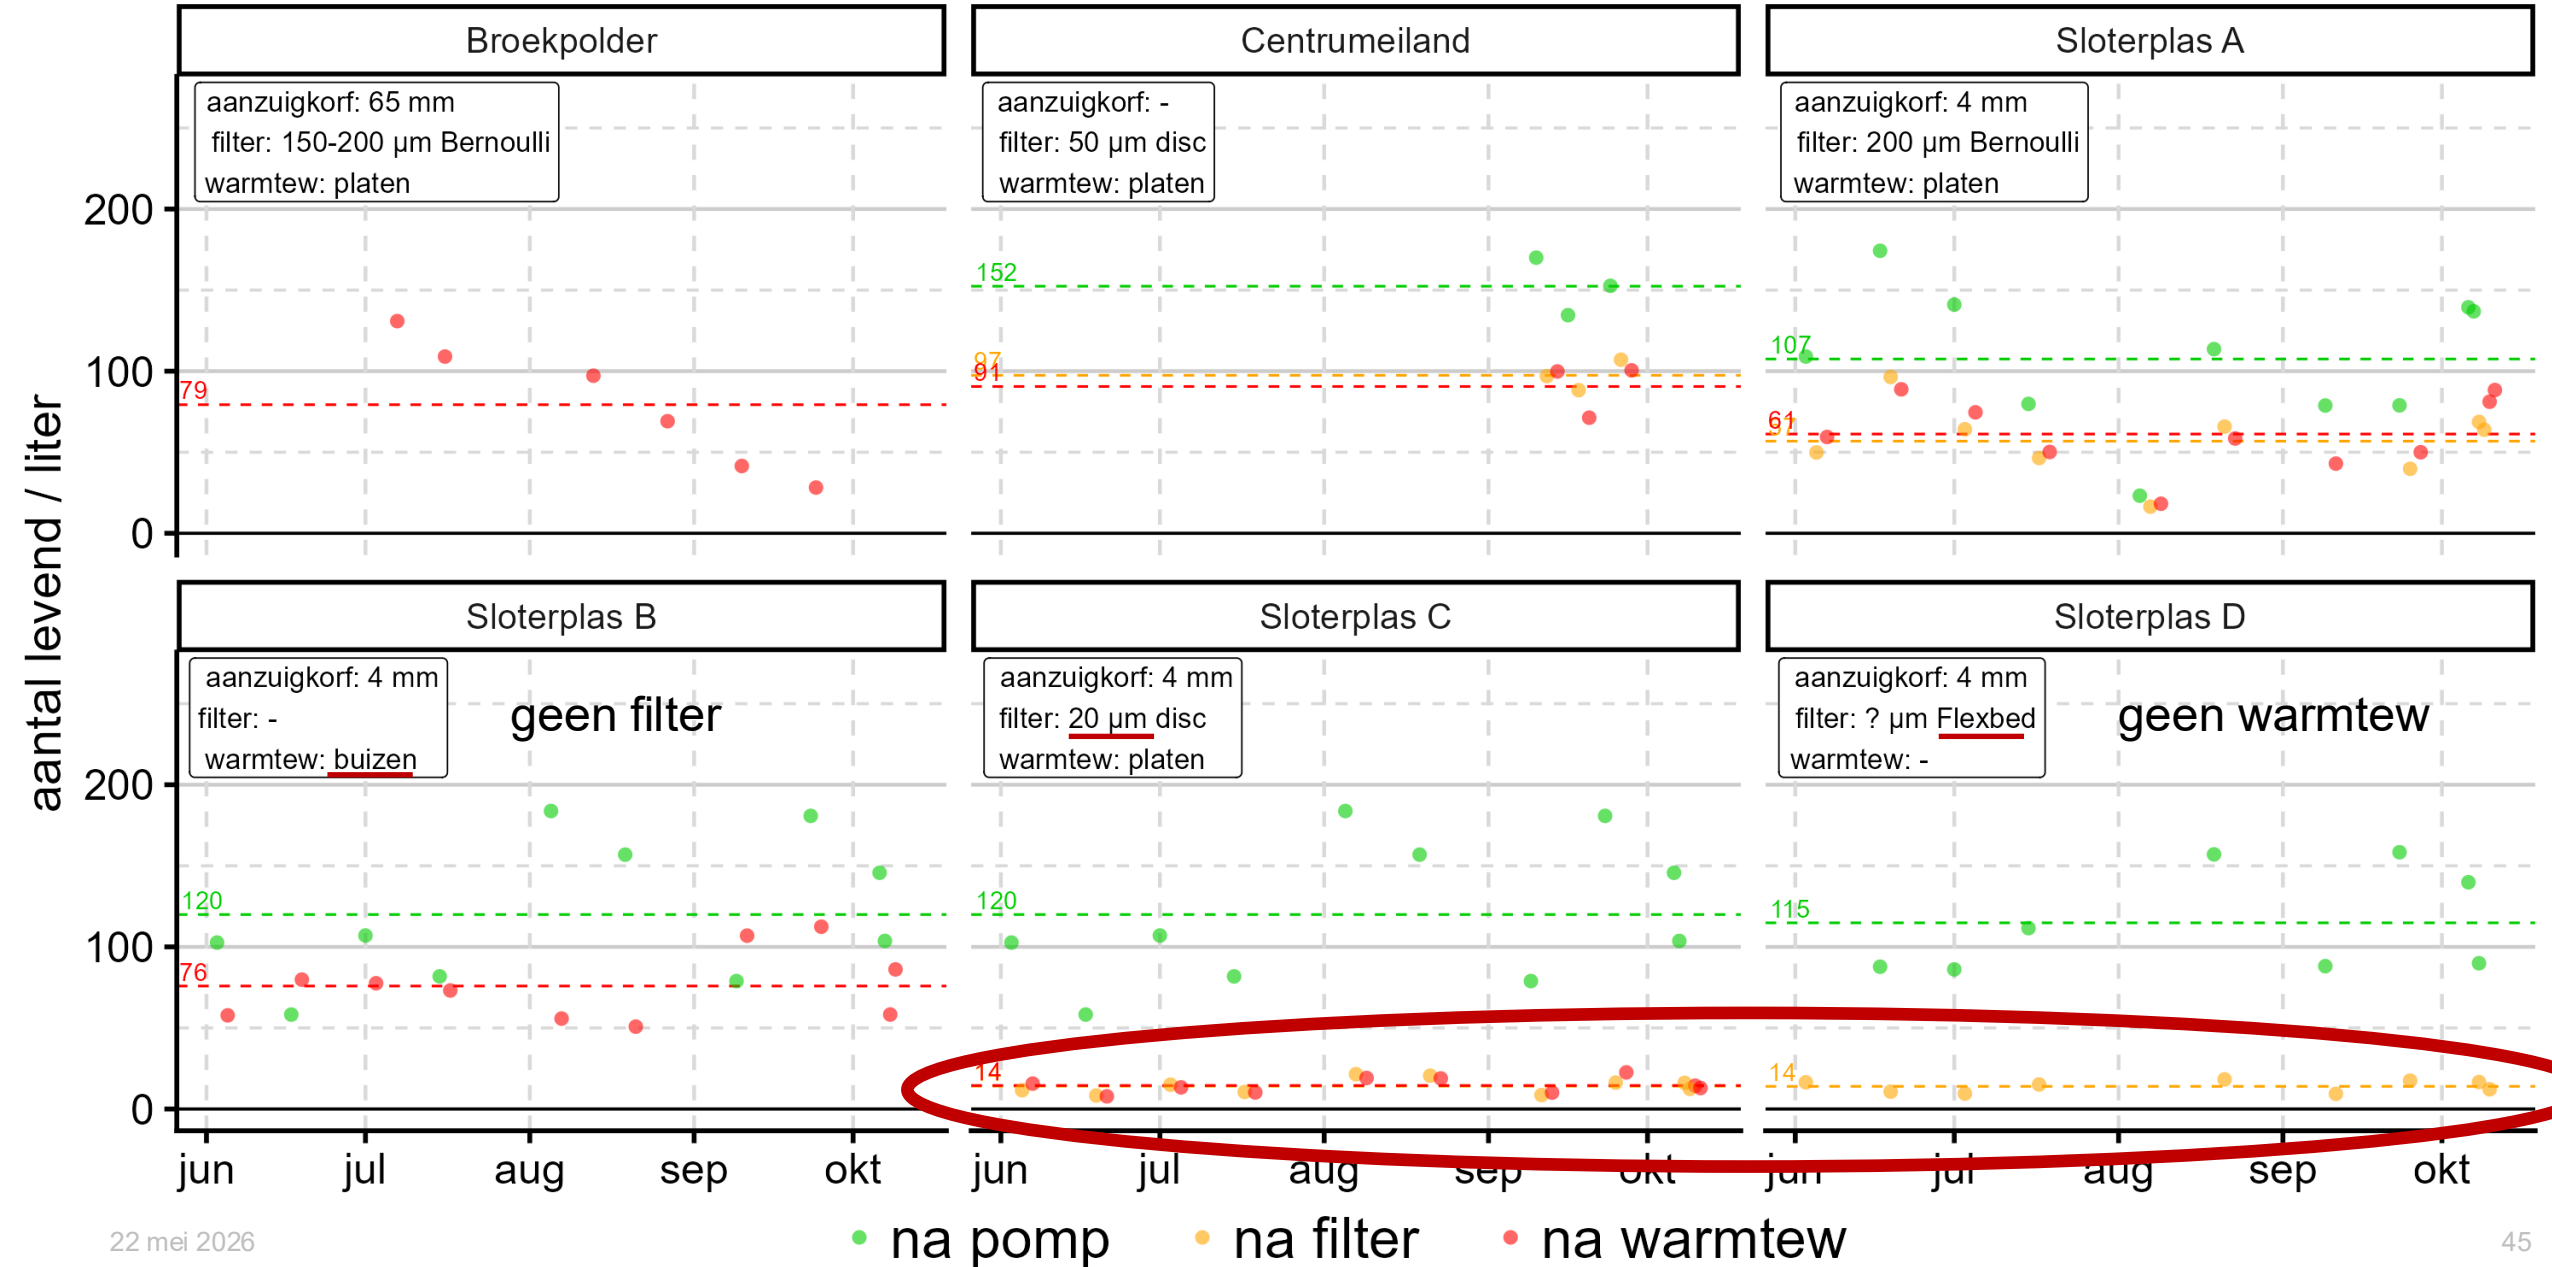 Broekpolder
Centrumeiland
Sloterplas A
aanzuigkorf: 65 mm
filter: 150-200 µm Bernoulli
warmtew: platen
aanzuigkorf: -
filter: 50 µm disc
warmtew: platen
aanzuigkorf: 4 mm
filter: 200 µm Bernoulli
warmtew: platen
aantal levend / liter
200
100
0
79
152
97
91
107
61
57
Sloterplas B
Sloterplas C
Sloterplas D
aanzuigkorf: 4 mm
filter: -
warmtew: buizen
geen filter
aanzuigkorf: 4 mm
filter: 20 µm disc
warmtew: platen
aanzuigkorf: 4 mm
filter: ? µm Flexbed
warmtew: -
geen warmtew
200
100
0
120
76
120
14
115
14
jun jul aug sep okt
jun jul aug sep okt
jun jul aug sep okt
na pomp na filter na warmtew
22 mei 2026
45